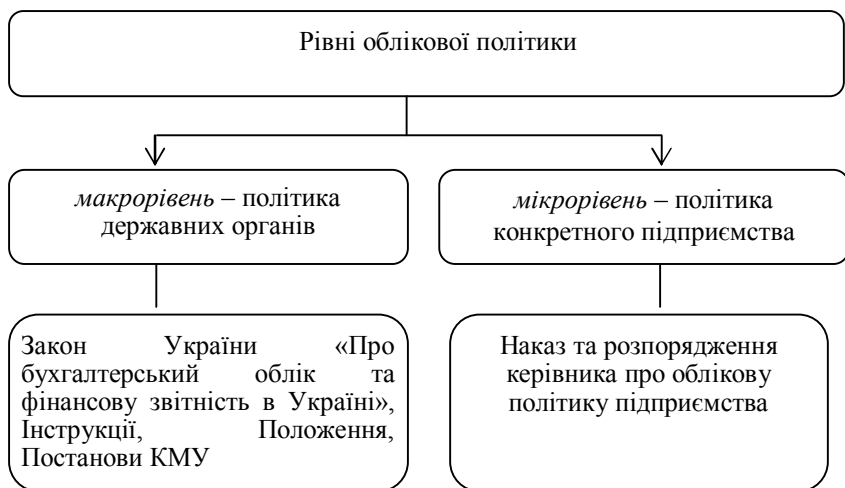 Рівні облікової політики
макрорівень – політика
державних органів
мікрорівень – політика
конкретного підприємства
Закон України «Про
бухгалтерський облік та
фінансову звітність в Україні»,
Інструкції, Положення,
Постанови КМУ
Наказ та розпорядження
керівника про облікову
політику підприємства